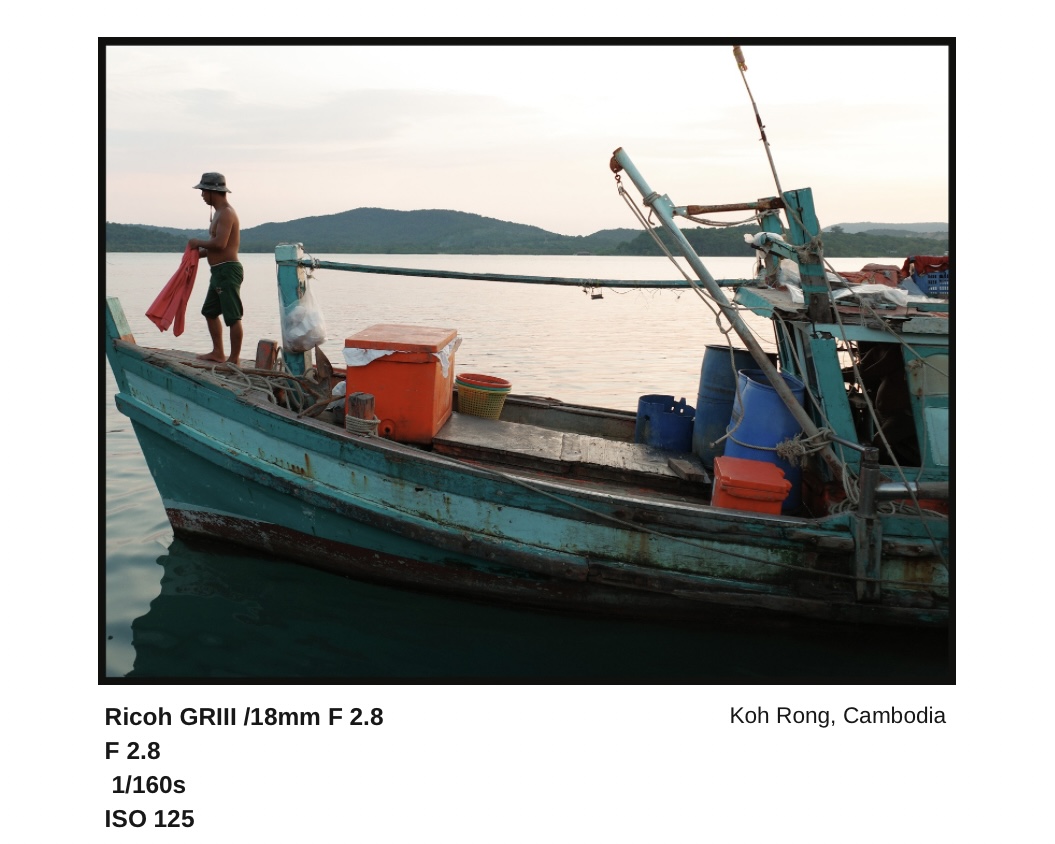 Ricoh GRIII /18mm F 2.8
Koh Rong, Cambodia
F 2.8
1/160s
ISO 125